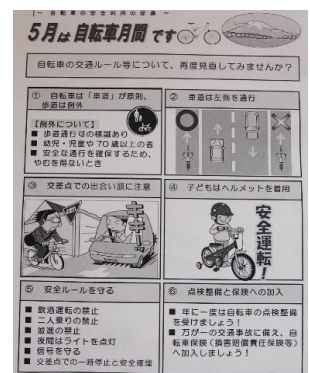 ～ 自転車の安全利用の促進 ～
5月は自転車月間です
自転車の交通ルール等について、再度見直してみませんか？
① 自転車は「車道」が原則、
歩道は例外
【例外について】
■ 歩道通行可の標識あり
■ 幼児・児童や70歳以上の者
■ 安全な通行を確保するため、
やむを得ないとき
② 車道は左側を通行
③ 交差点での出会い頭に注意
④ 子どもはヘルメットを着用
安全運転！
⑤ 安全ルールを守る
■ 飲酒運転の禁止
■ 二人乗りの禁止
■ 並進の禁止
■ 夜間はライトを点灯
■ 信号を守る
■ 交差点での一時停止と安全確認
⑥ 点検整備と保険への加入
■ 年に一度は自転車の点検整備
を受けましょう！
■ 万が一の交通事故に備え、自
転車保険（損害賠償責任保険等）
へ加入しましょう！